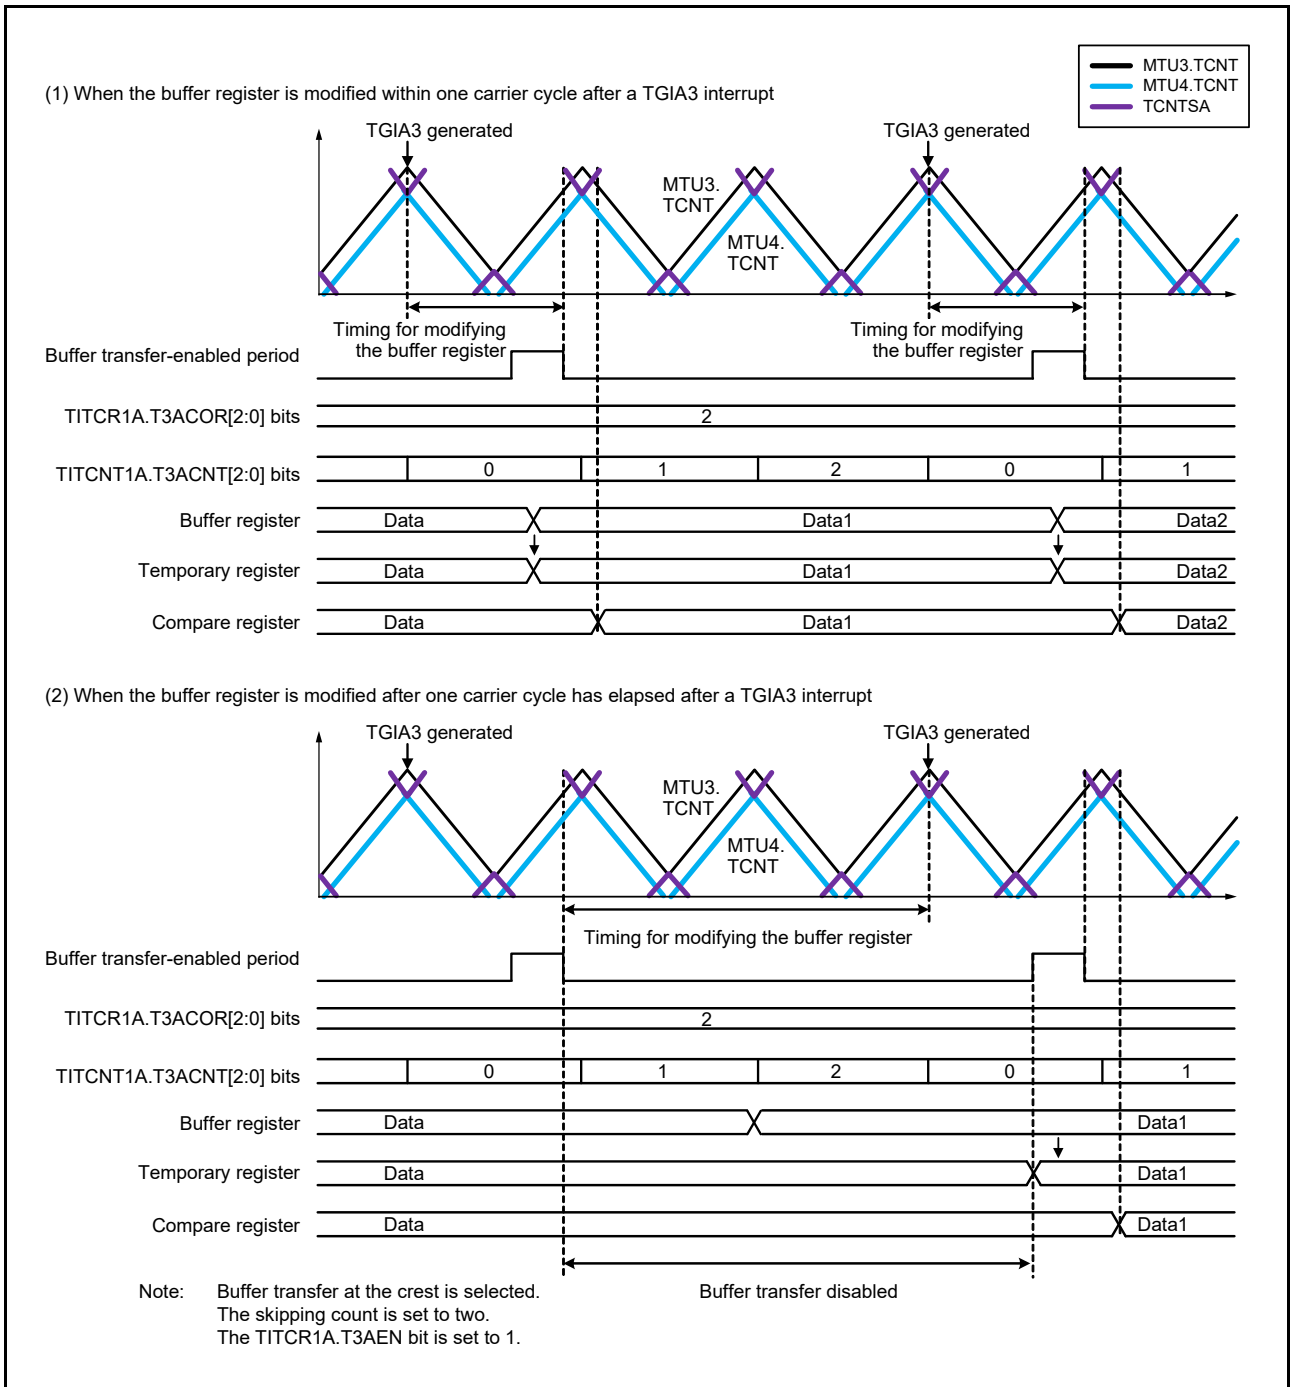 MTU3.TCNT
MTU4.TCNT
TCNTSA
(1) When the buffer register is modified within one carrier cycle after a TGIA3 interrupt
TGIA3 generated
TGIA3 generated
MTU3.
TCNT
MTU4.
TCNT
Timing for modifying
the buffer register
Timing for modifying
the buffer register
Buffer transfer-enabled period
TITCR1A.T3ACOR[2:0] bits
2
TITCNT1A.T3ACNT[2:0] bits
0
1
2
0
1
Buffer register
Data
Data1
Data2
Temporary register
Data
Data1
Data2
Compare register
Data
Data1
Data2
(2) When the buffer register is modified after one carrier cycle has elapsed after a TGIA3 interrupt
TGIA3 generated
TGIA3 generated
MTU3.
TCNT
MTU4.
TCNT
Timing for modifying the buffer register
Buffer transfer-enabled period
TITCR1A.T3ACOR[2:0] bits
2
TITCNT1A.T3ACNT[2:0] bits
0
1
2
0
1
Buffer register
Data
Data1
Temporary register
Data
Data1
Compare register
Data
Data1
Buffer transfer disabled
Note: Buffer transfer at the crest is selected.
The skipping count is set to two.
The TITCR1A.T3AEN bit is set to 1.